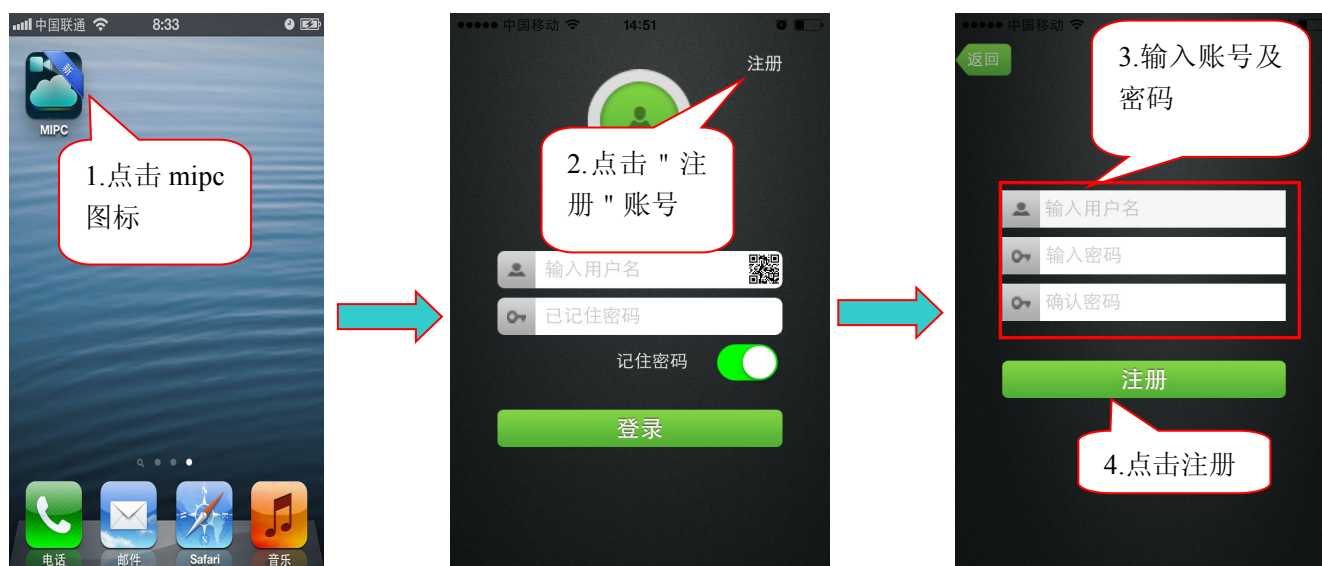 中国联通 8:33
新
MIPC
1.点击 mipc
图标
电话 邮件 Safari 音乐
中国移动 14:51
注册
2.点击 " 注
册 " 账号
输入用户名
已记住密码
记住密码
登录
中国移动
返回
3.输入账号及
密码
输入用户名
输入密码
确认密码
注册
4.点击注册